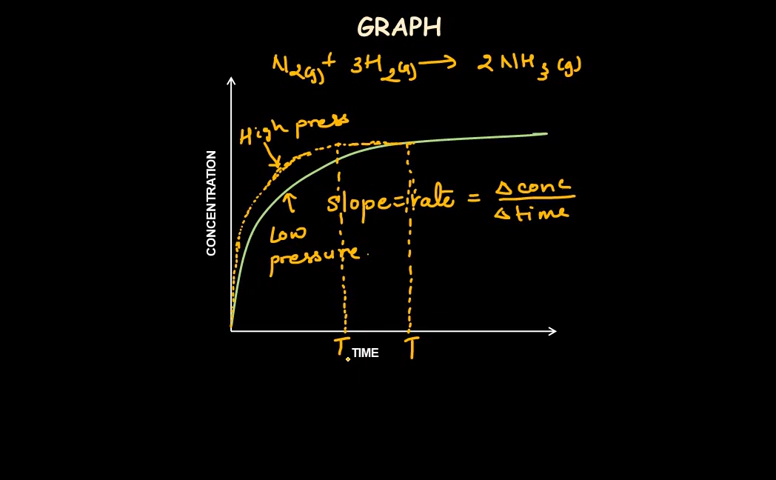 GRAPH
N2(g) + 3H2(g) → 2NH3(g)
High press
CONCENTRATION
slope = rate = Δconc / Δtime
Low
pressure
T. TIME T